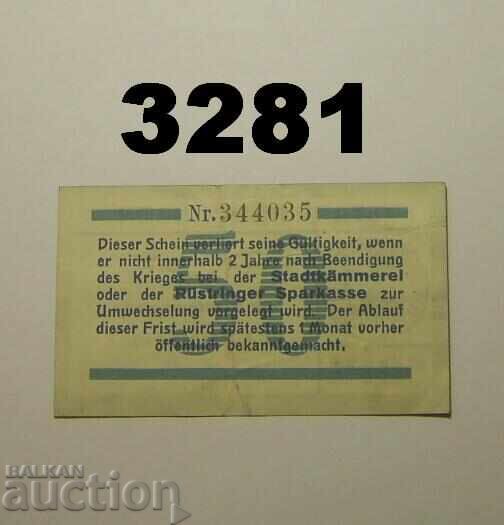 3281
Nr. 344035
50
Dieser Schein verliert seine Gültigkeit, wenn
er nicht innerhalb 2 Jahre nach Beendigung
des Krieges bei der Stadtkämmerei
oder der Rüstringer Sparkasse zur
Umwechselung vorgelegt wird. Der Ablauf
dieser Frist wird spätestens 1 Monat vorher
öffentlich bekanntgemacht.
BALKAN
auction